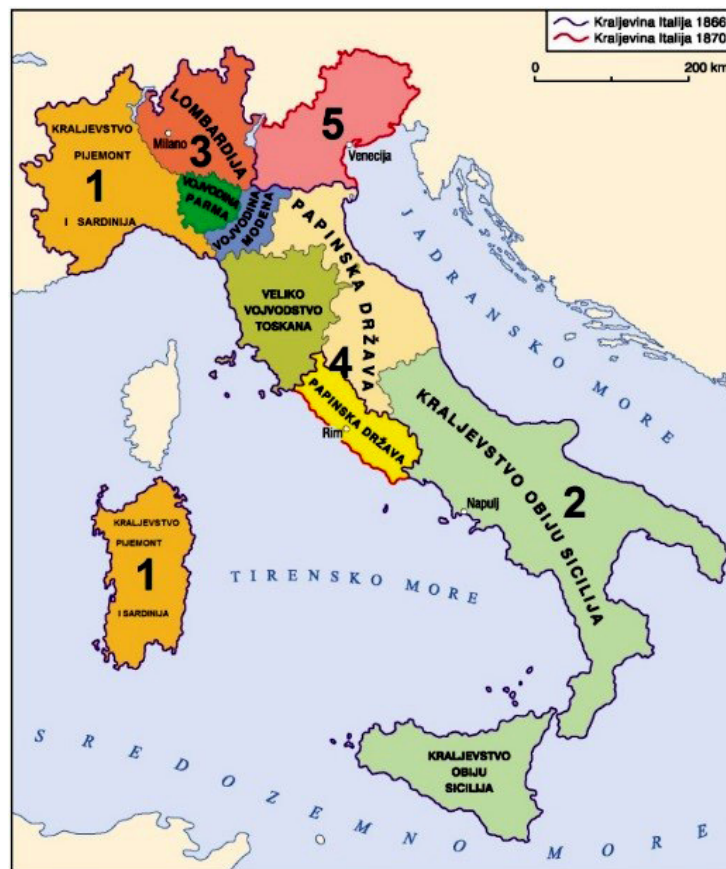 Kraljevina Italija 1866
Kraljevina Italija 1870
0 200 km
KRALJEVSTVO
PIJEMONT
1
I SARDINIJA
LOMBARDIJA
Milano
3
5
Venecija
VOJVODINA
PARMA
VOJVODINA
MODENA
PAPINSKA DRŽAVA
VELIKO
VOJVODSTVO
TOSKANA
4
PAPINSKA DRŽAVA
Rim
JADRANSKO MORE
KRALJEVSTVO OBIJU SICILIJA
2
Napulj
KRALJEVSTVO
PIJEMONT
1
I SARDINIJA
TIRENSKO MORE
KRALJEVSTVO
OBIJU
SICILIJA
SREDOZEMNO MORE